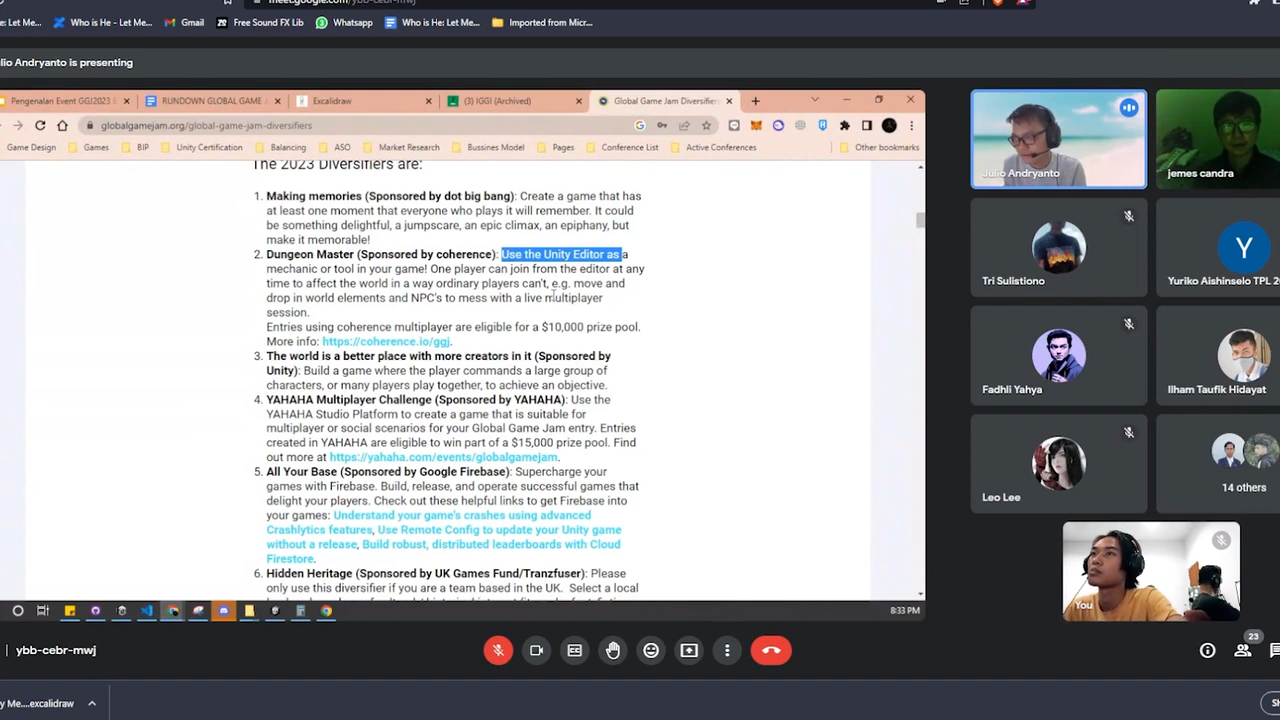 meet.google.com/ybb-cebr-mwj
: Let Me...
Who is He - Let Me...
Gmail
Free Sound FX Lib
Whatsapp
Who is He: Let Me...
Imported from Micr...
ulio Andryanto is presenting
Pengenalan Event GGJ2023
RUNDOWN GLOBAL GAME
Excalidraw
(3) IGGI (Archived)
Global Game Jam Diversifiers
globalgamejam.org/global-game-jam-diversifiers
Game Design
Games
BIP
Unity Certification
Balancing
ASO
Market Research
Bussines Model
Pages
Conference List
Active Conferences
Other bookmarks
The 2023 Diversifiers are:
1. Making memories (Sponsored by dot big bang): Create a game that has
at least one moment that everyone who plays it will remember. It could
be something delightful, a jumpscare, an epic climax, an epiphany, but
make it memorable!
2. Dungeon Master (Sponsored by coherence): Use the Unity Editor as a
mechanic or tool in your game! One player can join from the editor at any
time to affect the world in a way ordinary players can't, e.g. move and
drop in world elements and NPC's to mess with a live multiplayer
session.
Entries using coherence multiplayer are eligible for a $10,000 prize pool.
More info: https://coherence.io/ggj.
3. The world is a better place with more creators in it (Sponsored by
Unity): Build a game where the player commands a large group of
characters, or many players play together, to achieve an objective.
4. YAHAHA Multiplayer Challenge (Sponsored by YAHAHA): Use the
YAHAHA Studio Platform to create a game that is suitable for
multiplayer or social scenarios for your Global Game Jam entry. Entries
created in YAHAHA are eligible to win part of a $15,000 prize pool. Find
out more at https://yahaha.com/events/globalgamejam.
5. All Your Base (Sponsored by Google Firebase): Supercharge your
games with Firebase. Build, release, and operate successful games that
delight your players. Check out these helpful links to get Firebase into
your games: Understand your game's crashes using advanced
Crashlytics features, Use Remote Config to update your Unity game
without a release, Build robust, distributed leaderboards with Cloud
Firestore.
6. Hidden Heritage (Sponsored by UK Games Fund/Tranzfuser): Please
only use this diversifier if you are a team based in the UK. Select a local
8:33 PM
Julio Andryanto
jemes candra
Tri Sulistiono
Y
Yuriko Aishinselo TPL 20
Fadhli Yahya
Ilham Taufik Hidayat
Leo Lee
14 others
You
ybb-cebr-mwj
23
y Me....excalidraw